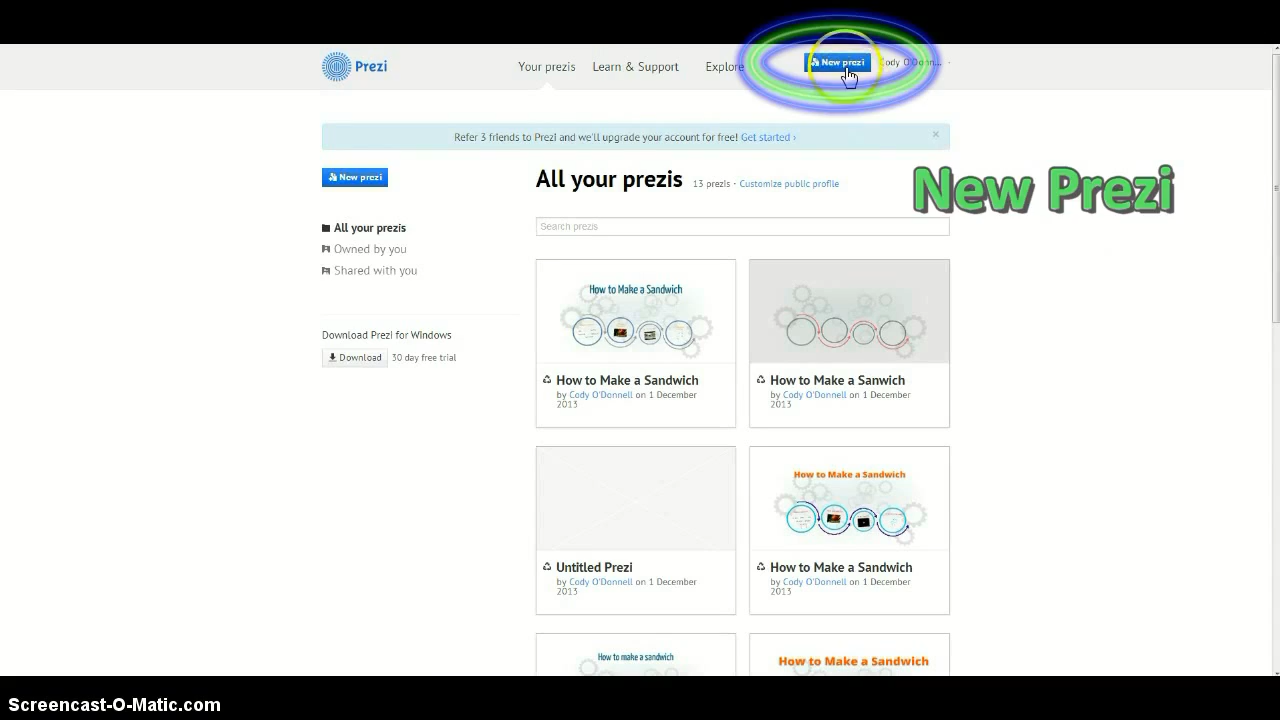 Prezi
Your prezis
Learn & Support
Explore
New prezi
Cody O'Donn...
Refer 3 friends to Prezi and we'll upgrade your account for free! Get started ›
New prezi
All your prezis
13 prezis - Customize public profile
New Prezi
Search prezis
All your prezis
Owned by you
Shared with you
Download Prezi for Windows
Download
30 day free trial
How to Make a Sandwich
How to Make a Sandwich
by Cody O'Donnell on 1 December
2013
How to Make a Sanwich
by Cody O'Donnell on 1 December
2013
Untitled Prezi
by Cody O'Donnell on 1 December
2013
How to Make a Sandwich
How to Make a Sandwich
by Cody O'Donnell on 1 December
2013
How to make a sandwich
How to Make a Sandwich
Screencast-O-Matic.com